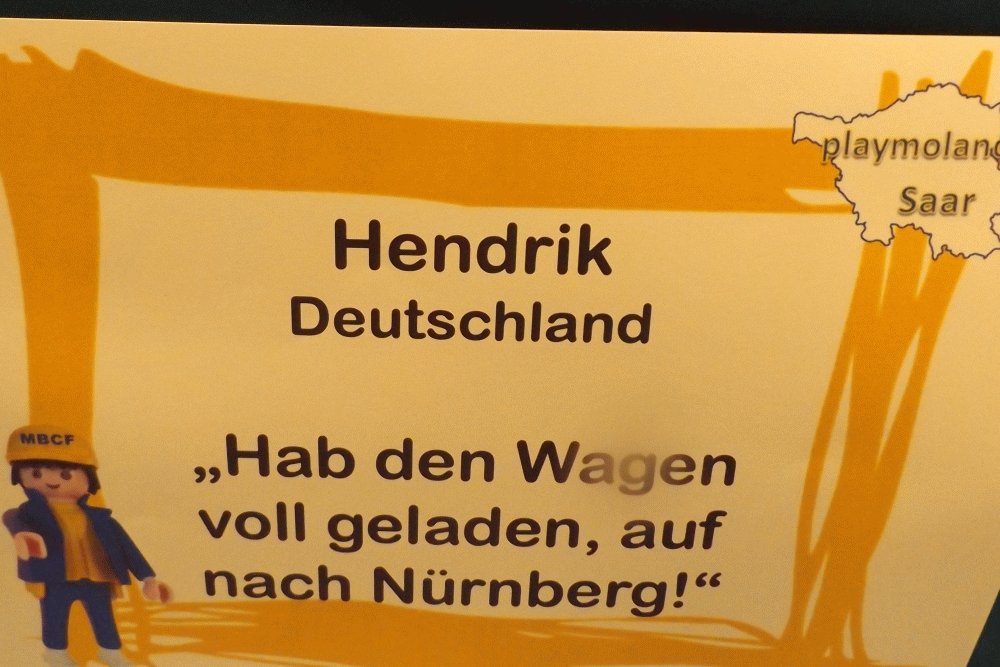 playmoland
Saar
Hendrik
Deutschland
„Hab den Wagen
voll geladen, auf
nach Nürnberg!“
MBCF